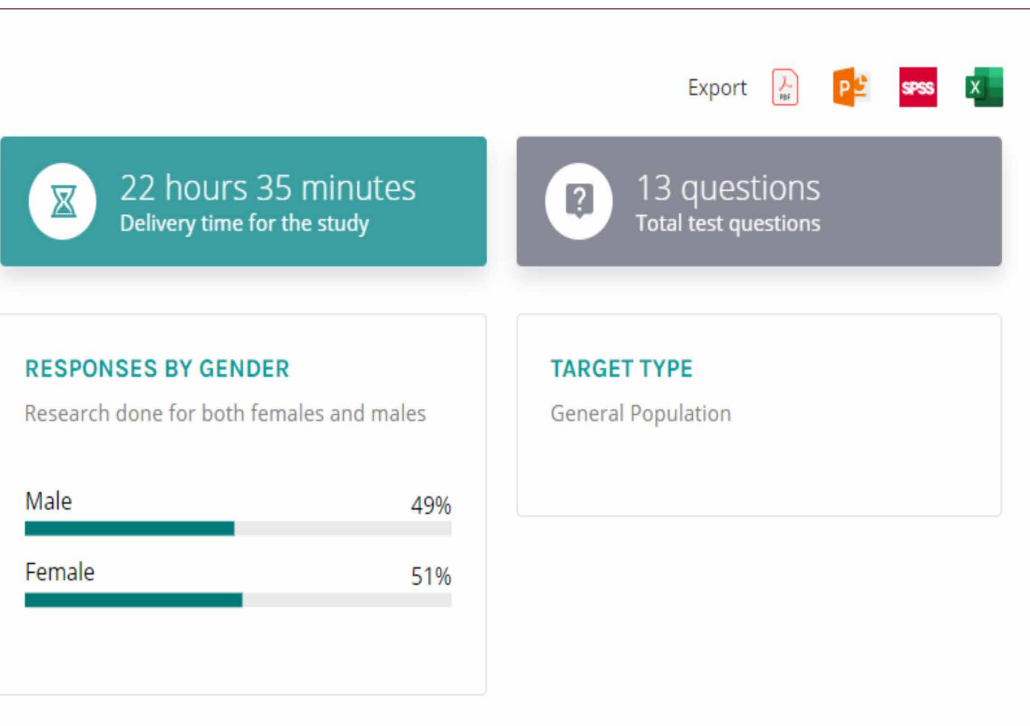 Export PDF P SPSS X
22 hours 35 minutes
Delivery time for the study
13 questions
Total test questions
RESPONSES BY GENDER
Research done for both females and males
Male 49%
Female 51%
TARGET TYPE
General Population